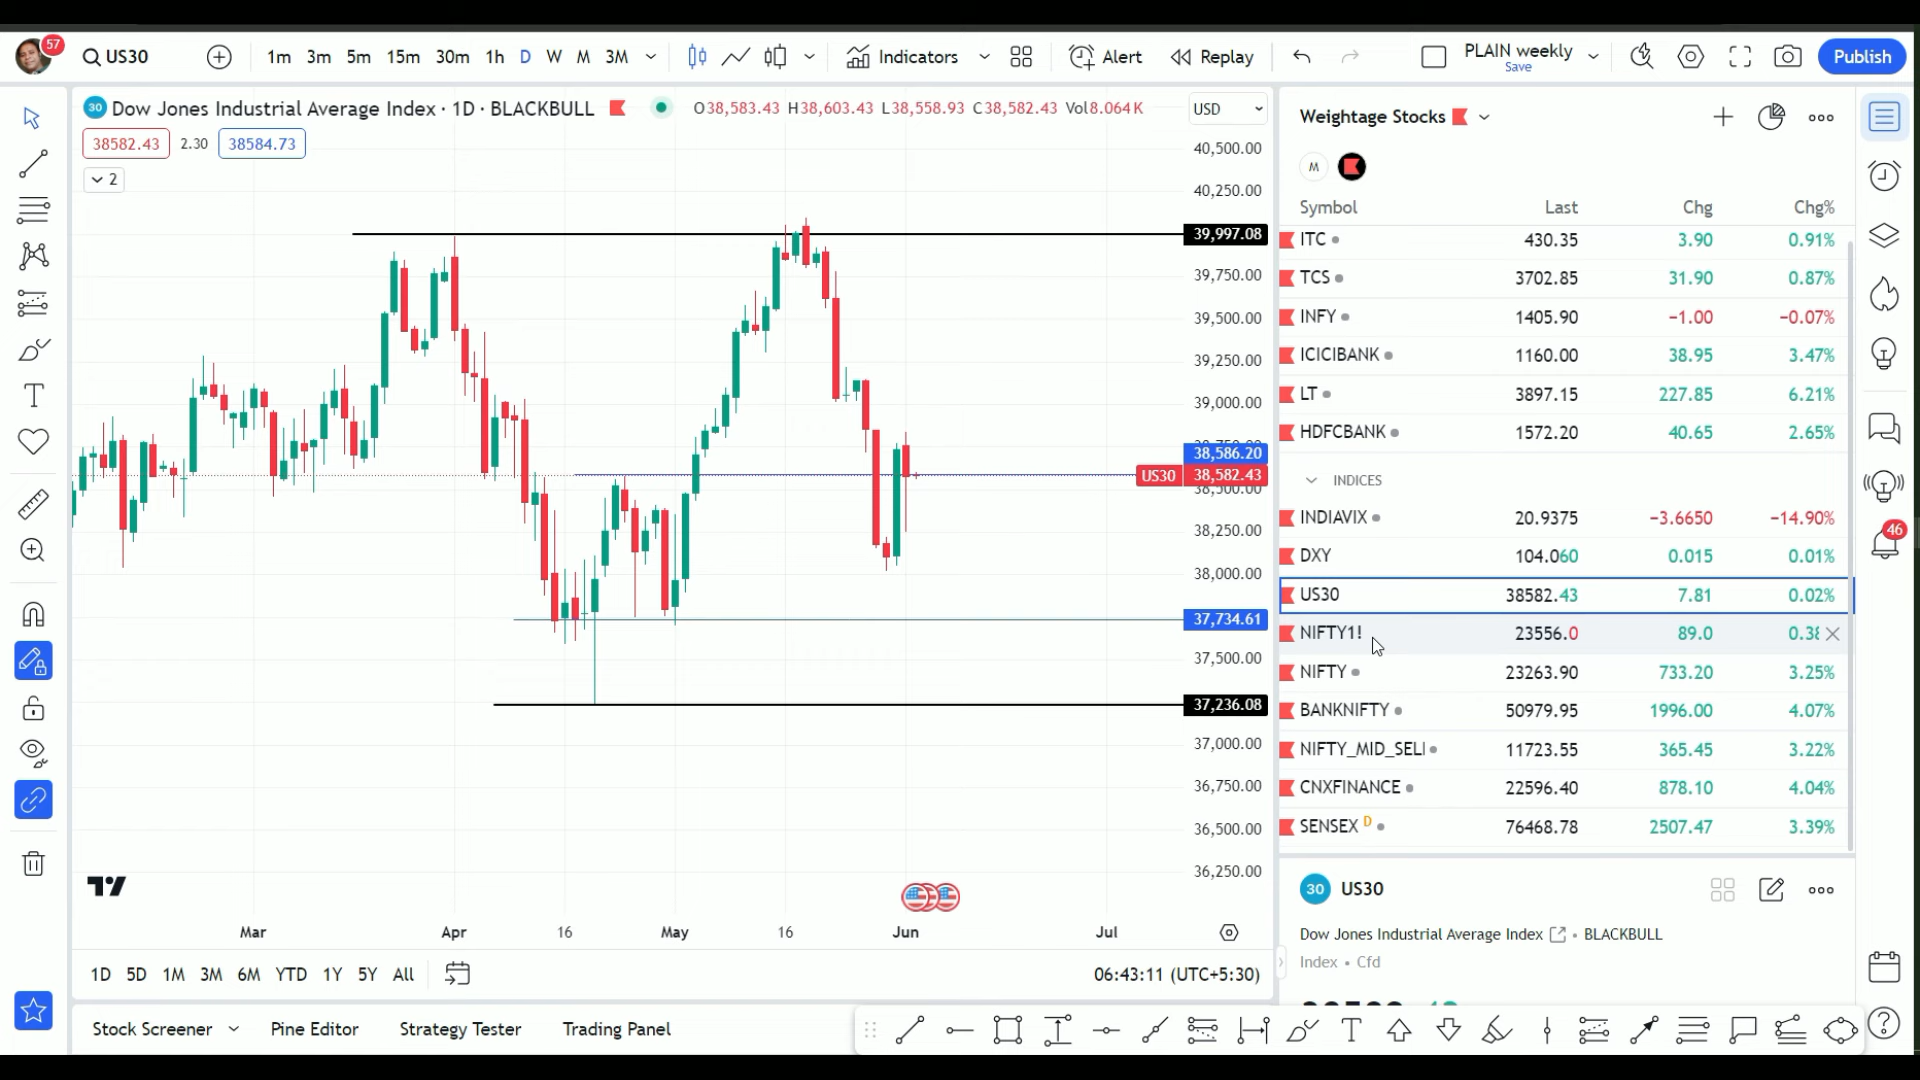 57
US30
1m 3m 5m 15m 30m 1h D W M 3M
Indicators
Alert
Replay
PLAIN weekly
Save
Publish
30 Dow Jones Industrial Average Index · 1D · BLACKBULL
O38,583.43 H38,603.43 L38,558.93 C38,582.43 Vol8.064 K
USD
38582.43 2.30 38584.73
2
40,500.00
40,250.00
39,997.08
39,750.00
39,500.00
39,250.00
39,000.00
38,586.20
US30 38,582.43
38,500.00
38,250.00
38,000.00
37,734.61
37,500.00
37,236.08
37,000.00
36,750.00
36,500.00
36,250.00
Mar Apr 16 May 16 Jun Jul
1D 5D 1M 3M 6M YTD 1Y 5Y All
06:43:11 (UTC+5:30)
Stock Screener Pine Editor Strategy Tester Trading Panel
Weightage Stocks
M
Symbol Last Chg Chg%
ITC 430.35 3.90 0.91%
TCS 3702.85 31.90 0.87%
INFY 1405.90 −1.00 −0.07%
ICICIBANK 1160.00 38.95 3.47%
LT 3897.15 227.85 6.21%
HDFCBANK 1572.20 40.65 2.65%
INDICES
INDIAVIX 20.9375 −3.6650 −14.90%
DXY 104.060 0.015 0.01%
US30 38582.43 7.81 0.02%
NIFTY1! 23556.0 89.0 0.38
NIFTY 23263.90 733.20 3.25%
BANKNIFTY 50979.95 1996.00 4.07%
NIFTY_MID_SEL 11723.55 365.45 3.22%
CNXFINANCE 22596.40 878.10 4.04%
SENSEX D 76468.78 2507.47 3.39%
30 US30
Dow Jones Industrial Average Index • BLACKBULL
Index • Cfd
46